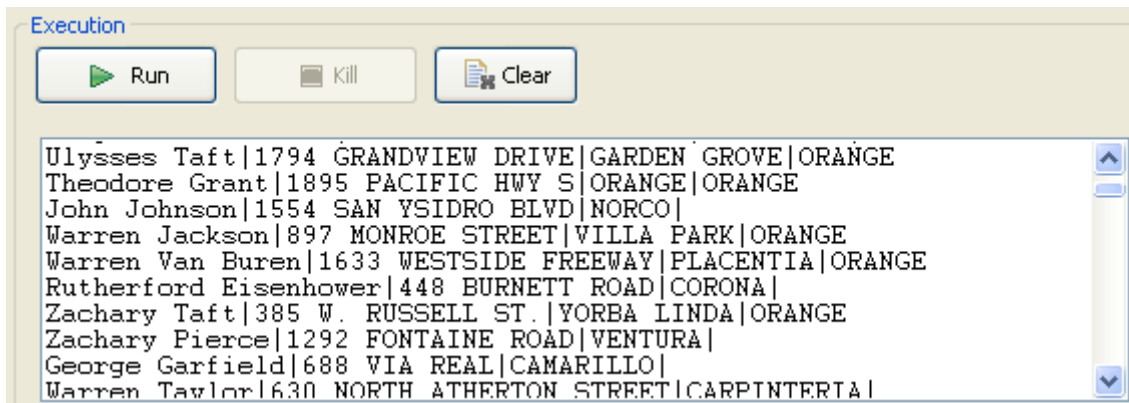 Execution
Run Kill Clear
Ulysses Taft|1794 GRANDVIEW DRIVE|GARDEN GROVE|ORANGE
Theodore Grant|1895 PACIFIC HWY S|ORANGE|ORANGE
John Johnson|1554 SAN YSIDRO BLVD|NORCO|
Warren Jackson|897 MONROE STREET|VILLA PARK|ORANGE
Warren Van Buren|1633 WESTSIDE FREEWAY|PLACENTIA|ORANGE
Rutherford Eisenhower|448 BURNETT ROAD|CORONA|
Zachary Taft|385 W. RUSSELL ST.|YORBA LINDA|ORANGE
Zachary Pierce|1292 FONTAINE ROAD|VENTURA|
George Garfield|688 VIA REAL|CAMARILLO|
Warren Taylor|630 NORTH ATHERTON STREET|CARPINTERIA|